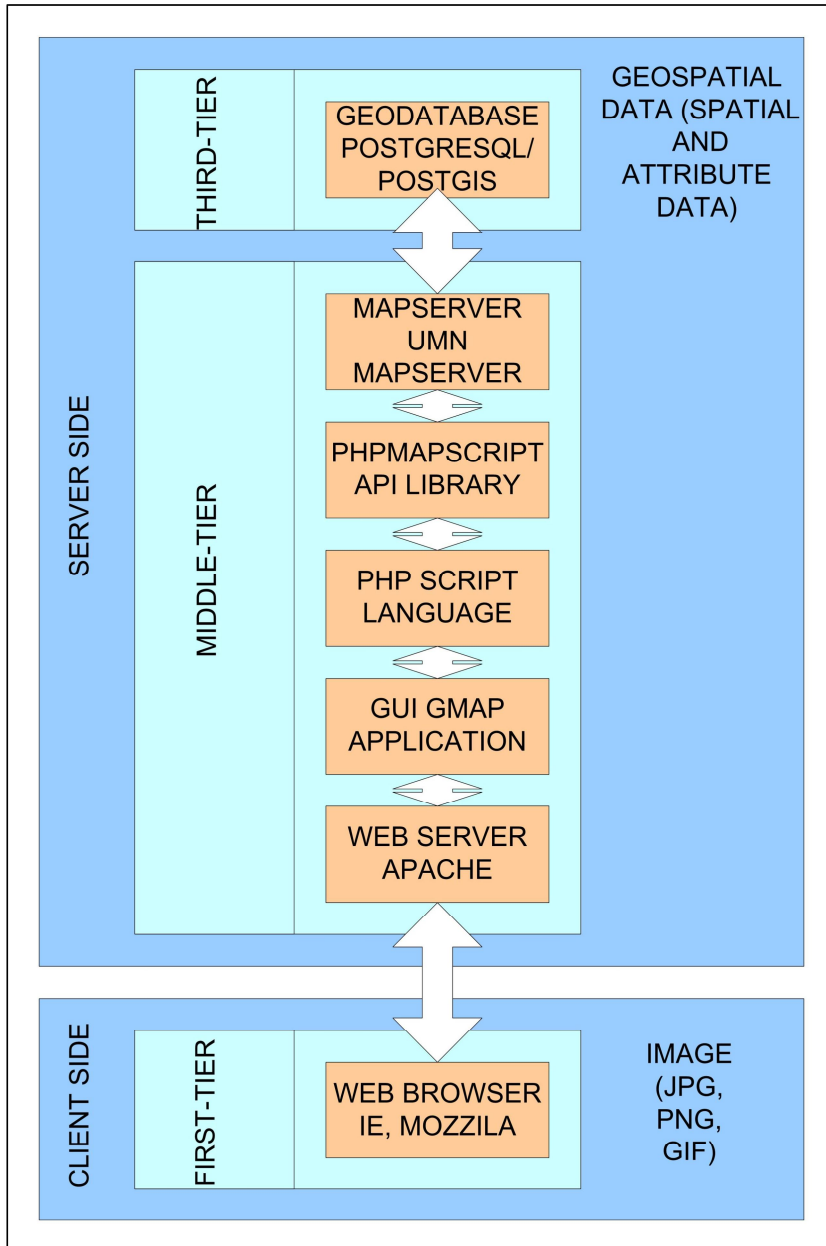 SERVER SIDE
THIRD-TIER
GEODATABASE
POSTGRESQL/
POSTGIS
GEOSPATIAL
DATA (SPATIAL
AND
ATTRIBUTE
DATA)
MIDDLE-TIER
MAPSERVER
UMN
MAPSERVER
PHPMAPSCRIPT
API LIBRARY
PHP SCRIPT
LANGUAGE
GUI GMAP
APPLICATION
WEB SERVER
APACHE
CLIENT SIDE
FIRST-TIER
WEB BROWSER
IE, MOZZILA
IMAGE
(JPG,
PNG,
GIF)